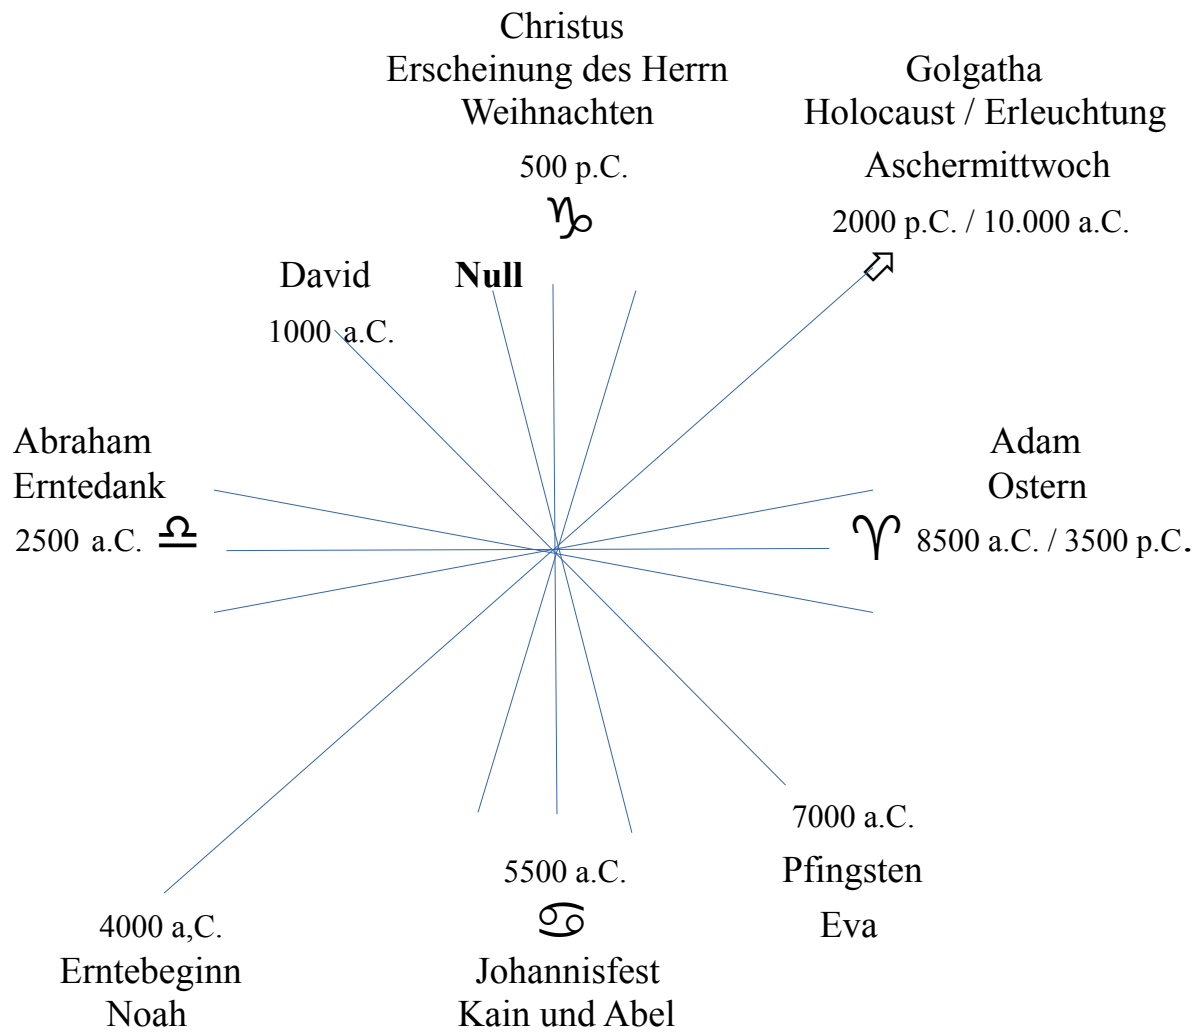 Christus
Erscheinung des Herrn
Weihnachten
500 p.C.
♑
Golgatha
Holocaust / Erleuchtung
Aschermittwoch
2000 p.C. / 10.000 a.C.
David
1000 a.C.
Null
Abraham
Erntedank
2500 a.C. ♎
Adam
Ostern
♈ 8500 a.C. / 3500 p.C.
7000 a.C.
Pfingsten
Eva
5500 a.C.
♋
Johannisfest
Kain und Abel
4000 a,C.
Erntebeginn
Noah